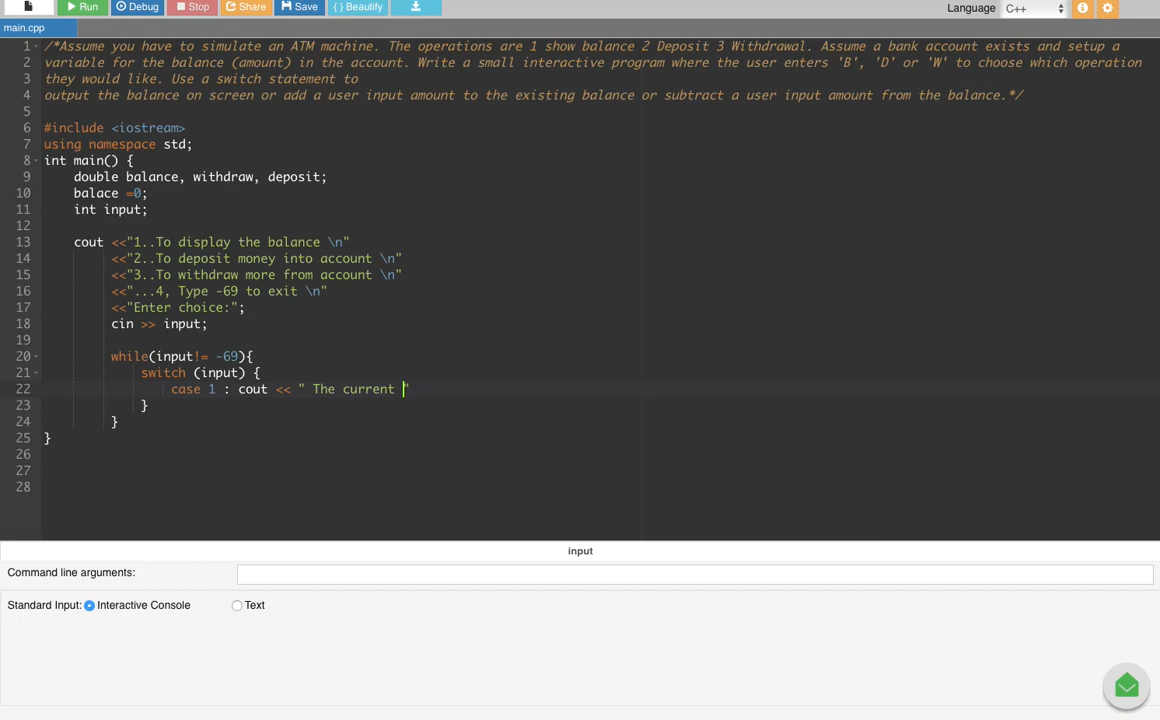 Run Debug Stop Share Save { } Beautify Language C++
main.cpp
1 /*Assume you have to simulate an ATM machine. The operations are 1 show balance 2 Deposit 3 Withdrawal. Assume a bank account exists and setup a
2 variable for the balance (amount) in the account. Write a small interactive program where the user enters 'B', 'D' or 'W' to choose which operation
3 they would like. Use a switch statement to
4 output the balance on screen or add a user input amount to the existing balance or subtract a user input amount from the balance.*/
5
6 #include <iostream>
7 using namespace std;
8 int main() {
9 double balance, withdraw, deposit;
10 balace =0;
11 int input;
12
13 cout <<"1..To display the balance \n"
14 <<"2..To deposit money into account \n"
15 <<"3..To withdraw more from account \n"
16 <<"...4, Type -69 to exit \n"
17 <<"Enter choice:";
18 cin >> input;
19
20 while(input!= -69){
21 switch (input) {
22 case 1 : cout << " The current "
23 }
24 }
25 }
26
27
28
input
Command line arguments:
Standard Input: Interactive Console Text